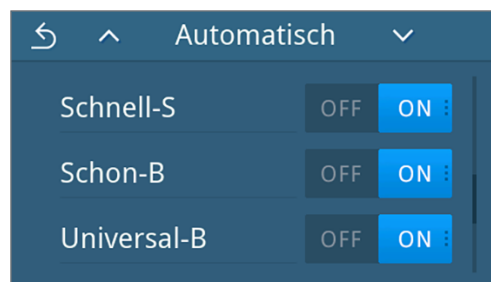 Automatisch
Schnell-S OFF ON
Schon-B OFF ON
Universal-B OFF ON